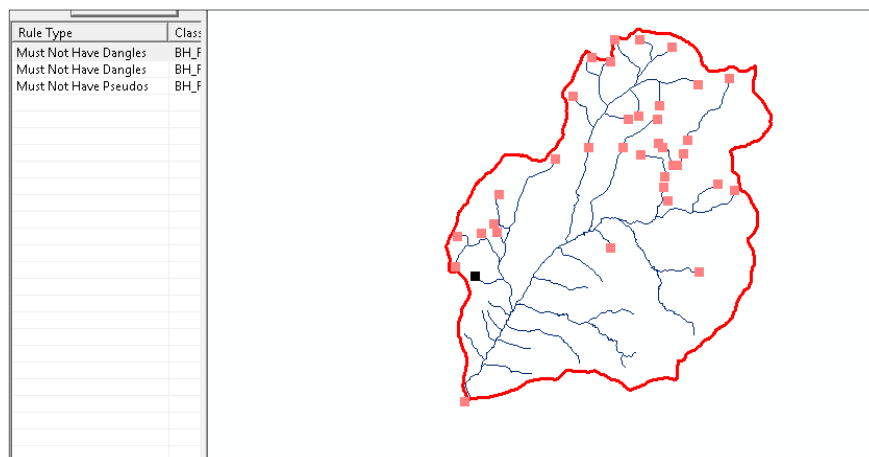 Rule Type Class
Must Not Have Dangles BH_F
Must Not Have Dangles BH_F
Must Not Have Pseudos BH_F